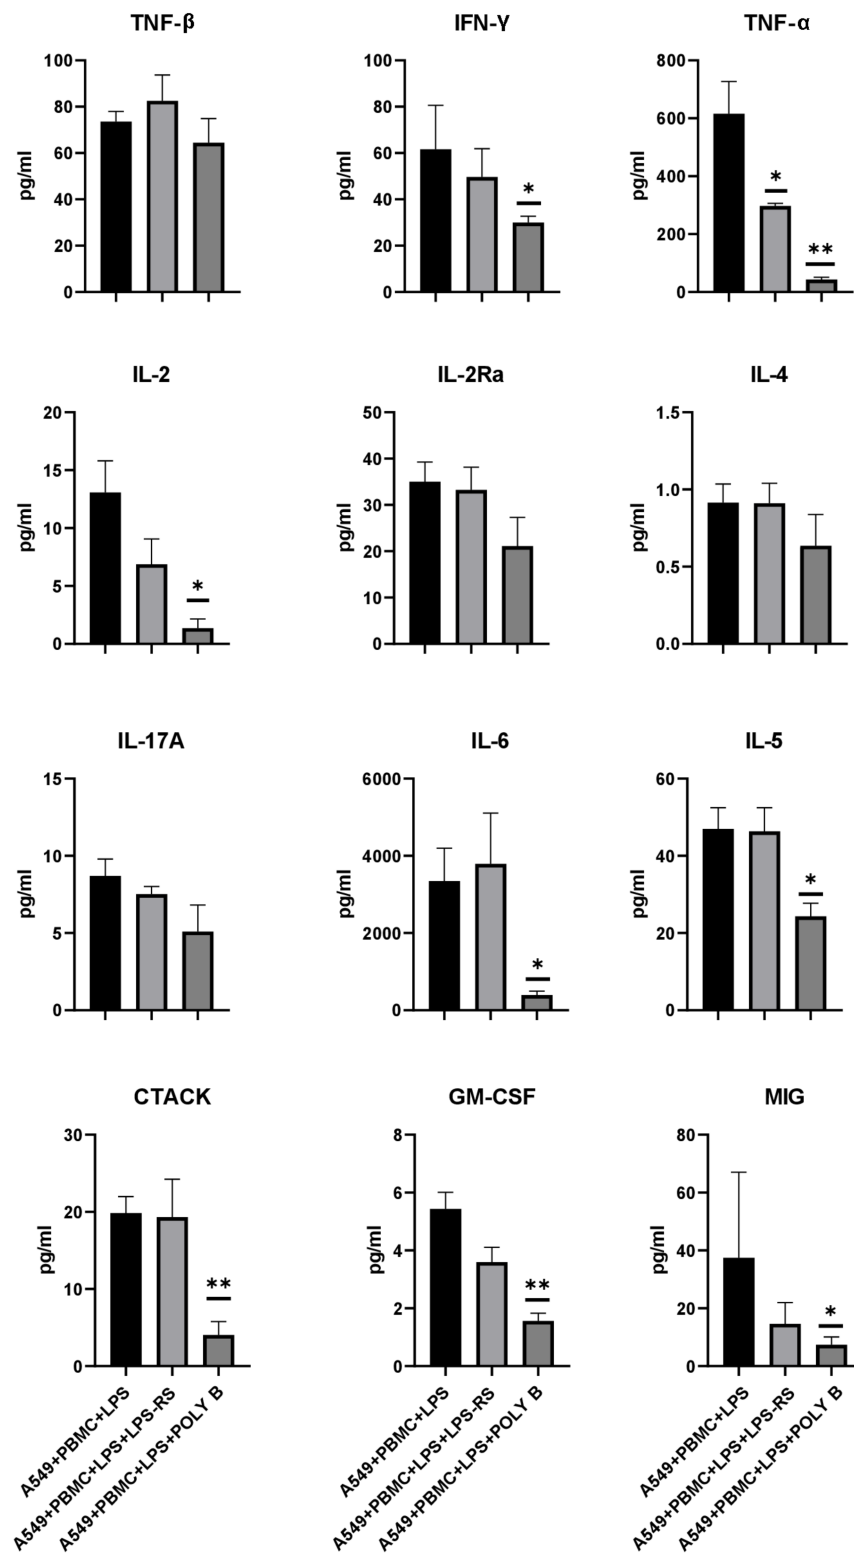 TNF-β
IFN-γ
TNF-α
100
80
60
40
20
0
pg/ml
100
80
60
40
20
0
pg/ml
*
800
600
400
200
0
pg/ml
*
**
IL-2
IL-2Ra
IL-4
20
15
10
5
0
pg/ml
*
50
40
30
20
10
0
pg/ml
1.5
1.0
0.5
0.0
pg/ml
IL-17A
IL-6
IL-5
15
10
5
0
pg/ml
6000
4000
2000
0
pg/ml
*
60
40
20
0
pg/ml
*
CTACK
GM-CSF
MIG
30
20
10
0
pg/ml
**
8
6
4
2
0
pg/ml
**
80
60
40
20
0
pg/ml
*
A549+PBMC+LPS
A549+PBMC+LPS+LPS-RS
A549+PBMC+LPS+POLY B
A549+PBMC+LPS
A549+PBMC+LPS+LPS-RS
A549+PBMC+LPS+POLY B
A549+PBMC+LPS
A549+PBMC+LPS+LPS-RS
A549+PBMC+LPS+POLY B